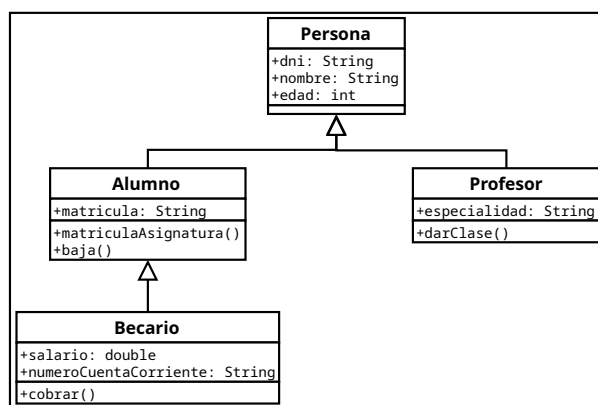 Persona
+dni: String
+nombre: String
+edad: int
Alumno
+matricula: String
+matriculaAsignatura()
+baja()
Profesor
+especialidad: String
+darClase()
Becario
+salario: double
+numeroCuentaCorriente: String
+cobrar()